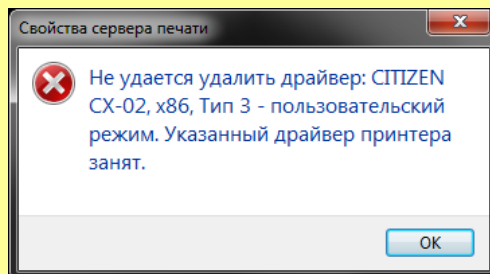 Свойства сервера печати
Не удается удалить драйвер: CITIZEN
CX-02, x86, Тип 3 - пользовательский
режим. Указанный драйвер принтера
занят.
ОК